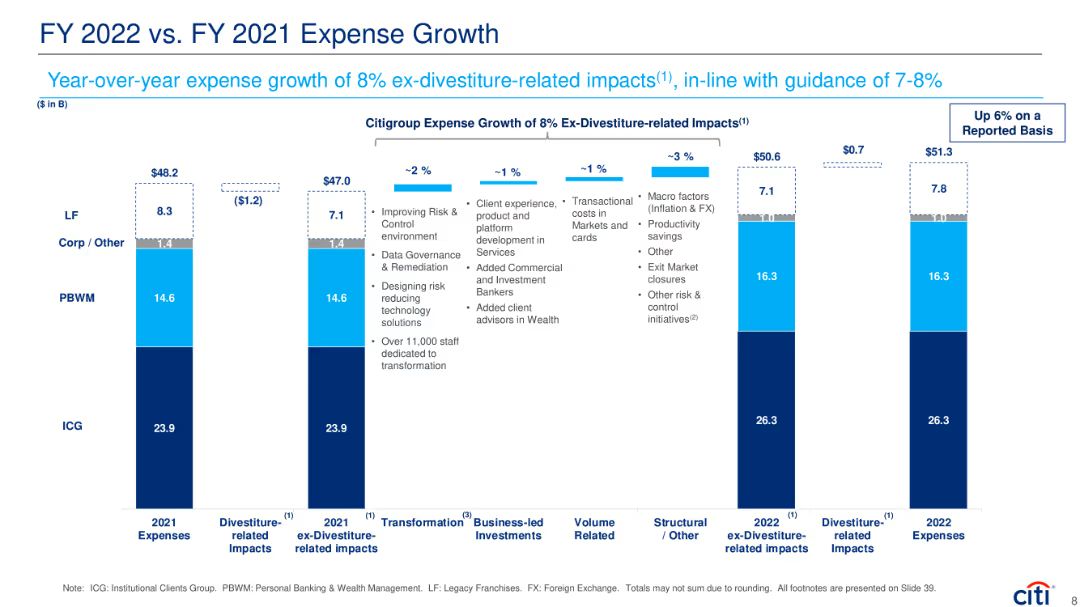 FY 2022 vs. FY 2021 Expense Growth
Year-over-year expense growth of 8% ex-divestiture-related impacts(1), in-line with guidance of 7-8%
($ in B)
Up 6% on a
Reported Basis
Citigroup Expense Growth of 8% Ex-Divestiture-related Impacts(1)
$48.2
($1.2)
$47.0
~2 %
~1 %
~1 %
~3 %
$50.6
$0.7
$51.3
LF
8.3
7.1
7.1
7.8
Corp / Other
1.4
1.4
1.0
1.0
PBWM
14.6
14.6
16.3
16.3
ICG
23.9
23.9
26.3
26.3
• Improving Risk &
Control
environment
• Data Governance
& Remediation
• Designing risk
reducing
technology
solutions
• Over 11,000 staff
dedicated to
transformation
• Client experience,
product and
platform
development in
Services
• Added Commercial
and Investment
Bankers
• Added client
advisors in Wealth
• Transactional
costs in
Markets and
cards
• Macro factors
(Inflation & FX)
• Productivity
savings
• Other
• Exit Market
closures
• Other risk &
control
initiatives(2)
2021
Expenses
Divestiture-(1)
related
Impacts
2021(1)
ex-Divestiture-
related impacts
Transformation(3)
Business-led
Investments
Volume
Related
Structural
/ Other
2022(1)
ex-Divestiture-
related impacts
Divestiture-(1)
related
Impacts
2022
Expenses
Note: ICG: Institutional Clients Group. PBWM: Personal Banking & Wealth Management. LF: Legacy Franchises. FX: Foreign Exchange. Totals may not sum due to rounding. All footnotes are presented on Slide 39.
citi
8